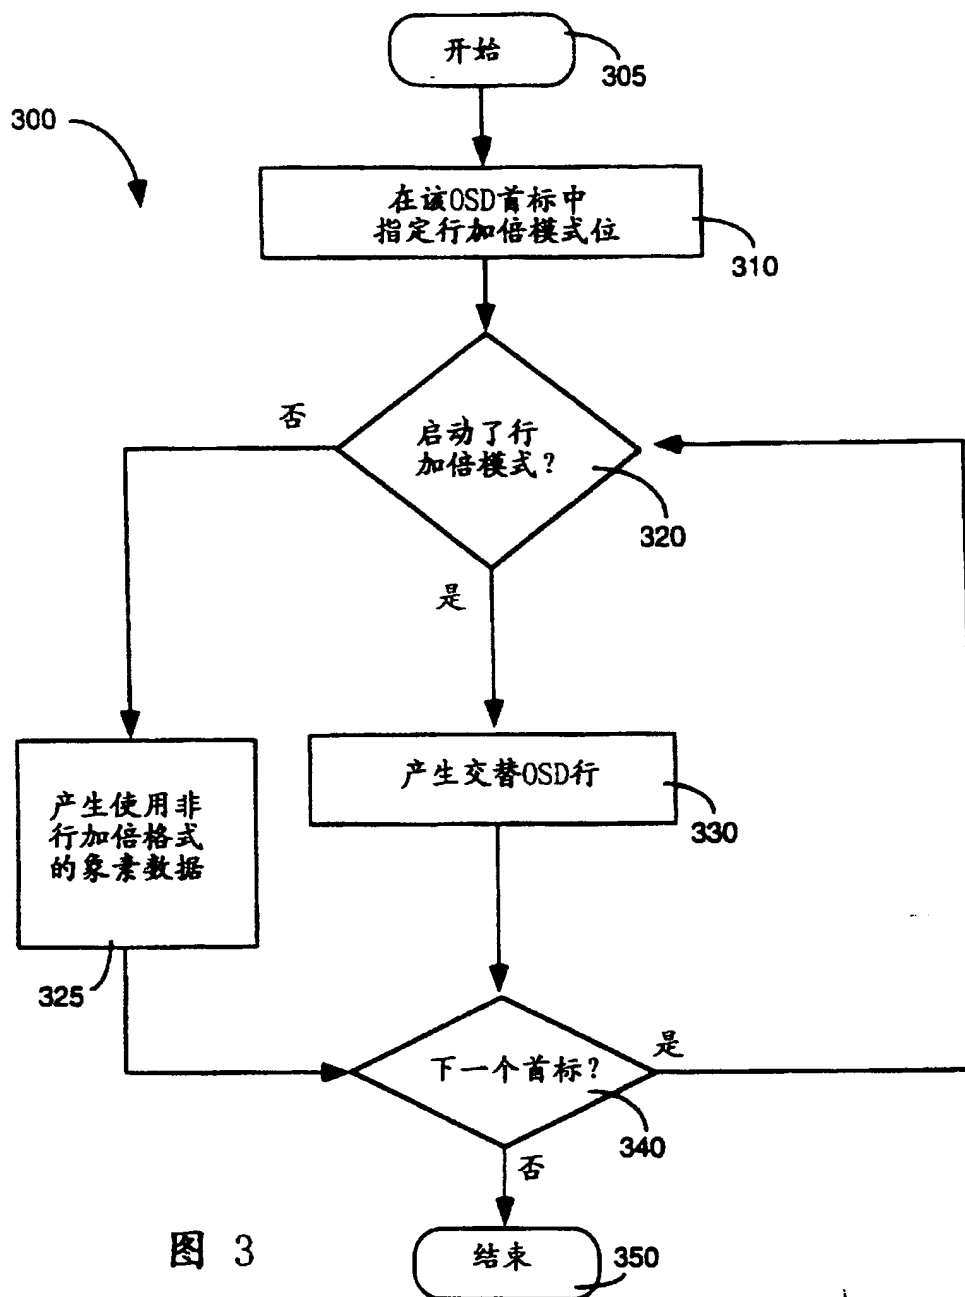 开始
305
300
在该OSD首标中
指定行加倍模式位
310
否
启动了行
加倍模式?
320
是
产生交替OSD行
330
产生使用非
行加倍格式
的象素数据
325
下一个首标?
是
340
否
结束
350
图 3